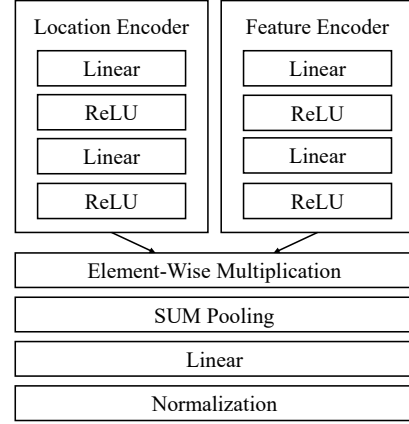 Location Encoder
Linear
ReLU
Linear
ReLU
Feature Encoder
Linear
ReLU
Linear
ReLU
Element-Wise Multiplication
SUM Pooling
Linear
Normalization